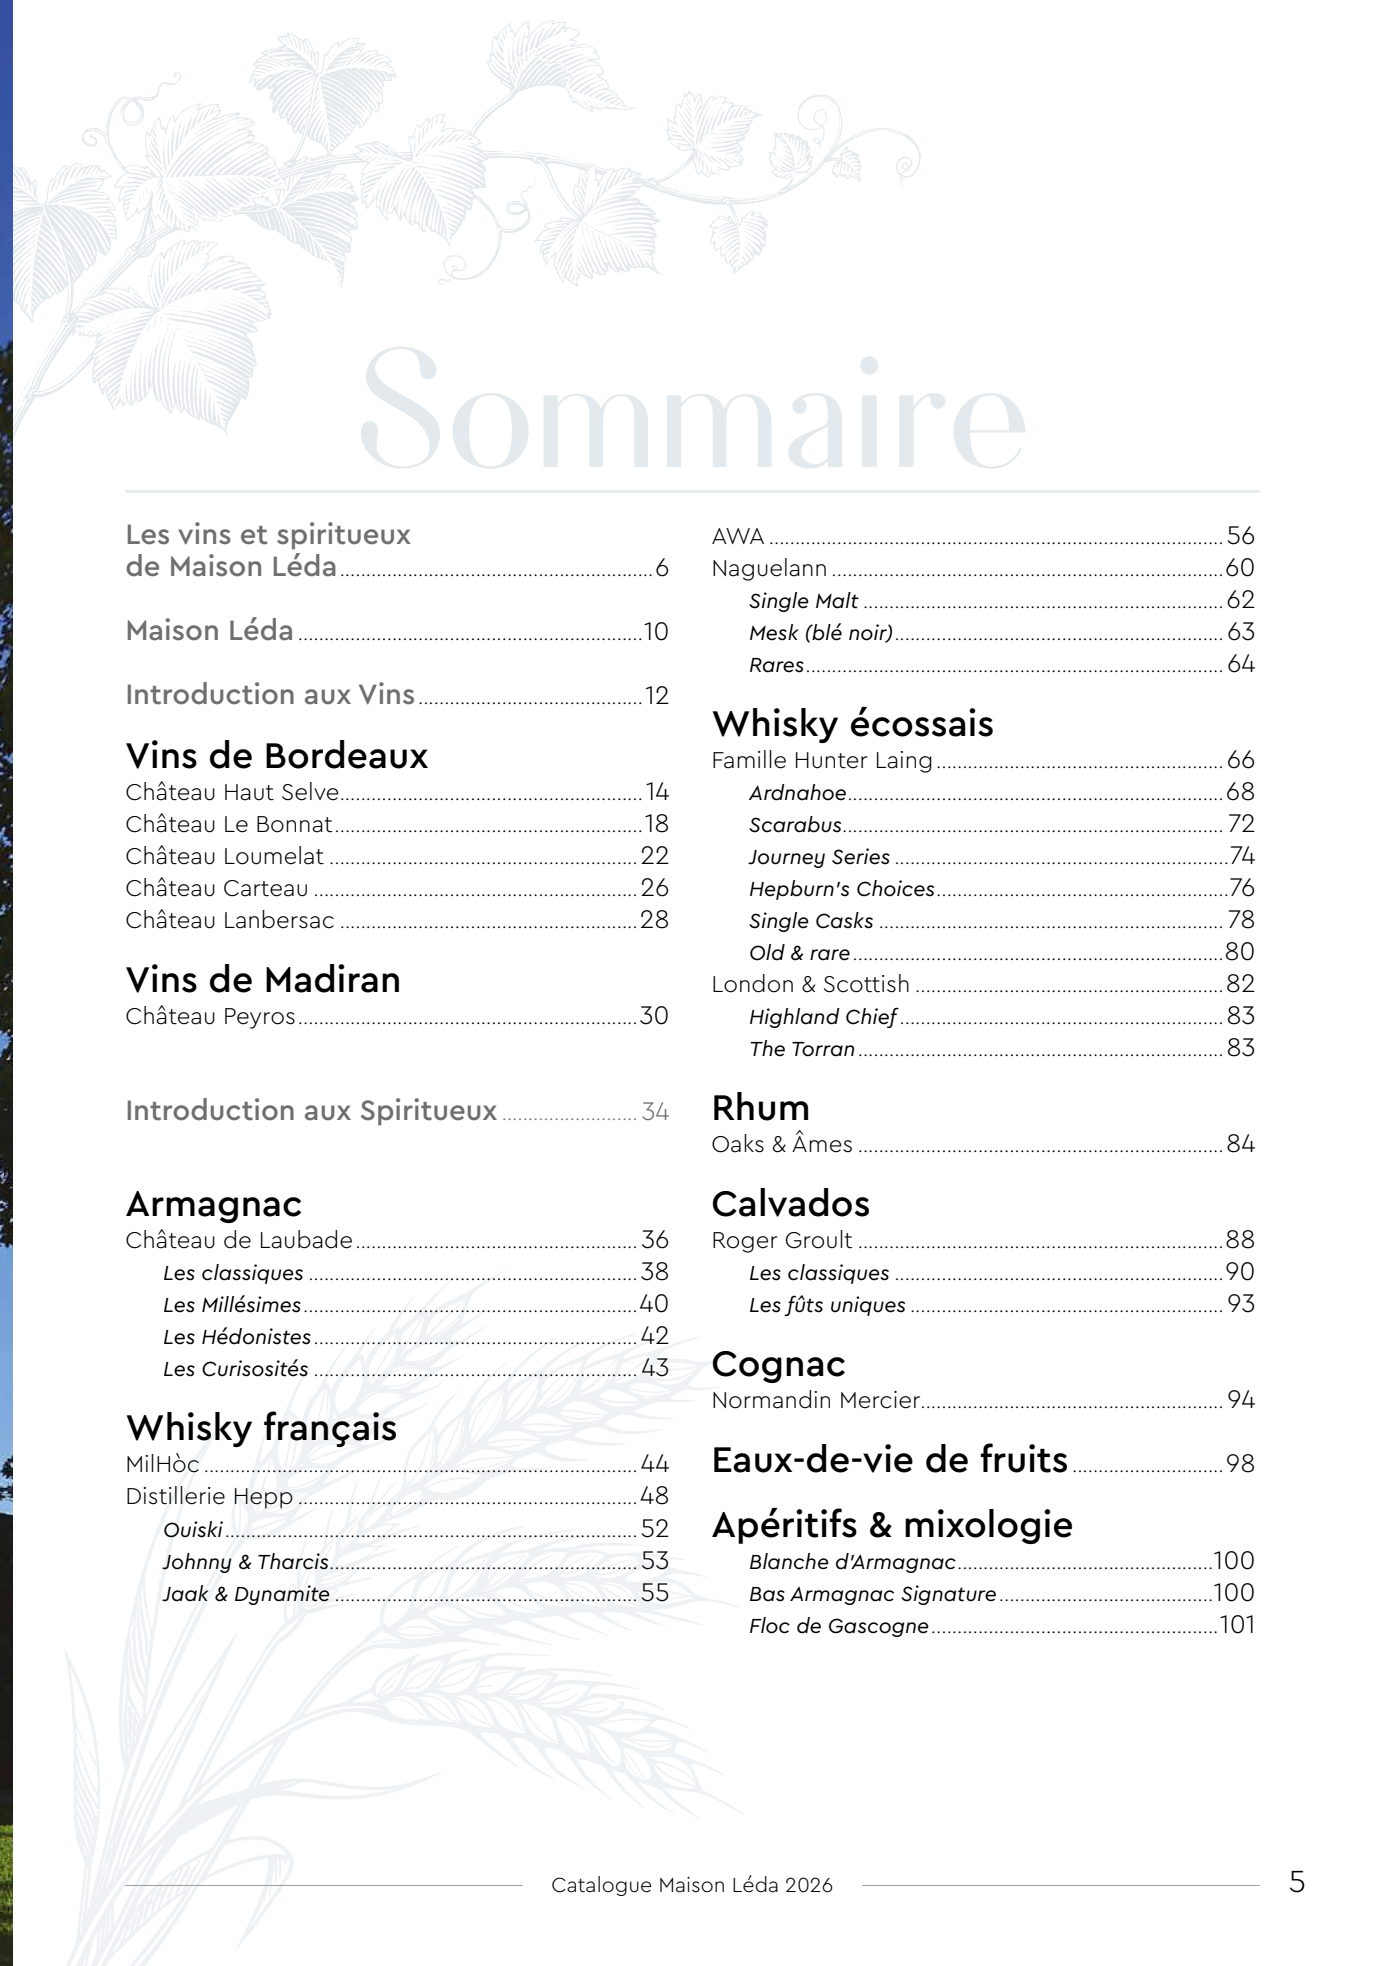 Sommaire
Les vins et spiritueux
de Maison Léda 6
Maison Léda 10
Introduction aux Vins 12
Vins de Bordeaux
Château Haut Selve 14
Château Le Bonnat 18
Château Loumelat 22
Château Carteau 26
Château Lanbersac 28
Vins de Madiran
Château Peyros 30
Introduction aux Spiritueux 34
Armagnac
Château de Laubade 36
Les classiques 38
Les Millésimes 40
Les Hédonistes 42
Les Curisosités 43
Whisky français
MilHòc 44
Distillerie Hepp 48
Ouiski 52
Johnny & Tharcis 53
Jaak & Dynamite 55
AWA 56
Naguelann 60
Single Malt 62
Mesk (blé noir) 63
Rares 64
Whisky écossais
Famille Hunter Laing 66
Ardnahoe 68
Scarabus 72
Journey Series 74
Hepburn's Choices 76
Single Casks 78
Old & rare 80
London & Scottish 82
Highland Chief 83
The Torran 83
Rhum
Oaks & Âmes 84
Calvados
Roger Groult 88
Les classiques 90
Les fûts uniques 93
Cognac
Normandin Mercier 94
Eaux-de-vie de fruits 98
Apéritifs & mixologie
Blanche d'Armagnac 100
Bas Armagnac Signature 100
Floc de Gascogne 101
Catalogue Maison Léda 2026
5